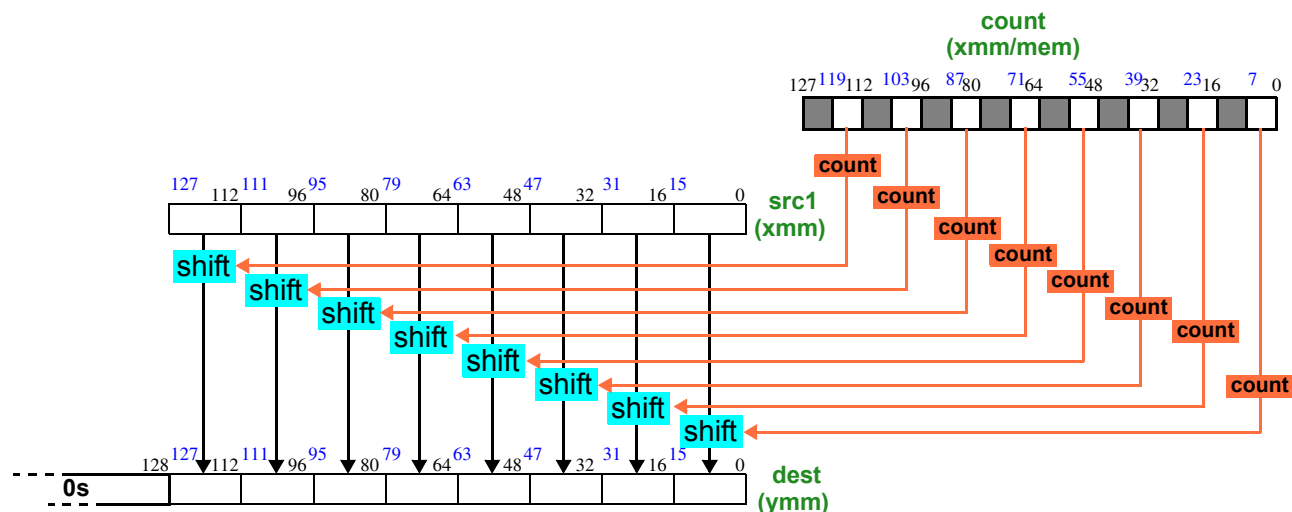 count
(xmm/mem)
127 119 112 103 96 87 80 71 64 55 48 39 32 23 16 7 0
count
127 112 111 96 95 80 79 64 63 48 47 32 31 16 15 0
src1
(xmm)
count
count
shift
count
shift
count
shift
count
shift
count
shift
count
shift
count
shift
shift
128 127 112 111 96 95 80 79 64 63 48 47 32 31 16 15 0
0s
dest
(ymm)